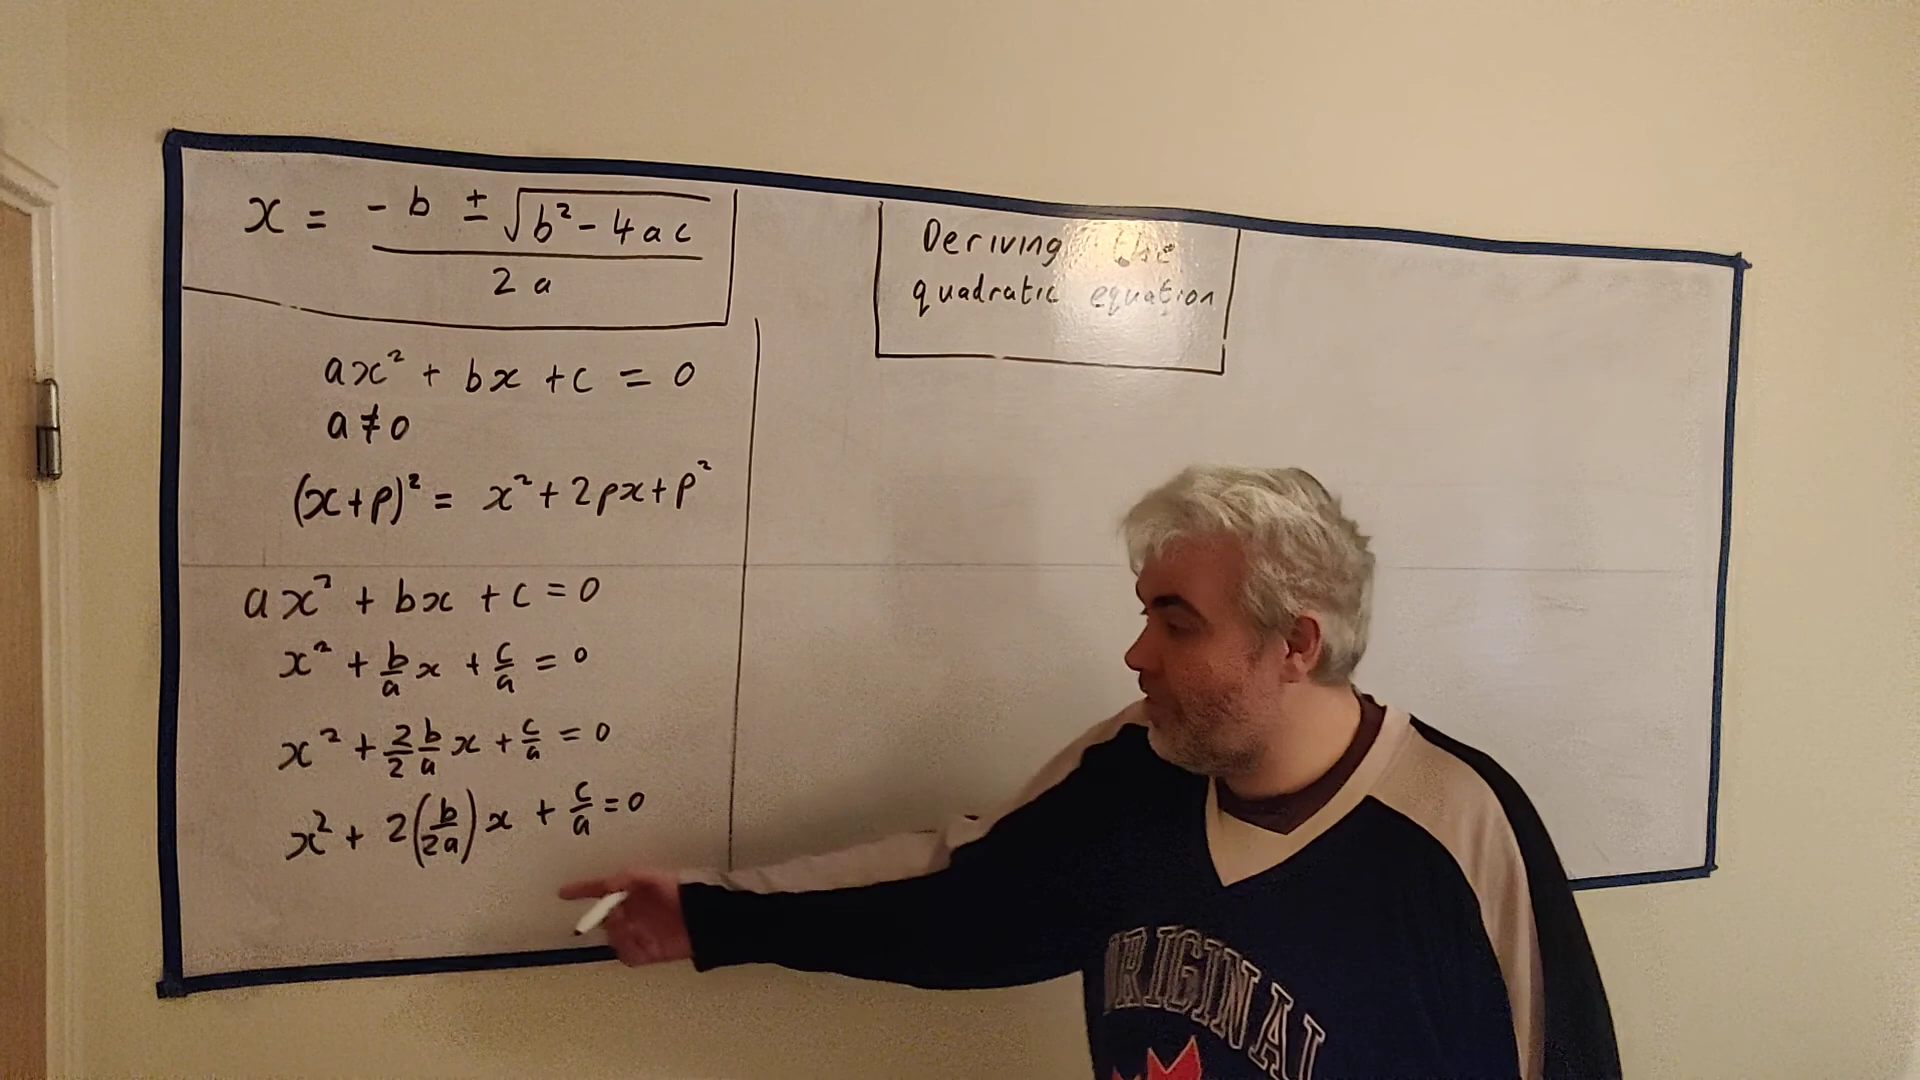 x = -b ± √(b² - 4ac) / 2a
Deriving the
quadratic equation
ax² + bx + c = 0
a ≠ 0
(x+p)² = x² + 2px + p²
ax² + bx + c = 0
x² + b/a x + c/a = 0
x² + 2/2 b/a x + c/a = 0
x² + 2(b/2a)x + c/a = 0
ORIGINAL